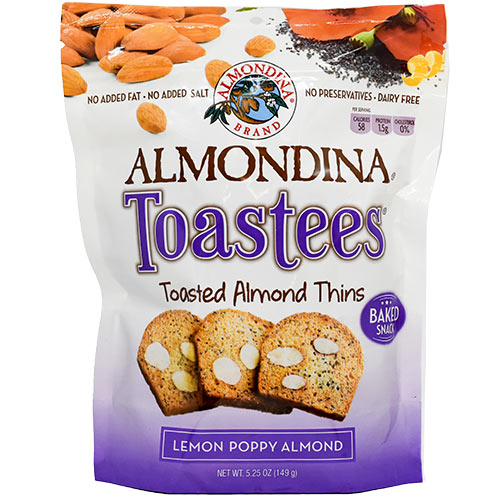 ALMONDINA®
BRAND
NO ADDED FAT • NO ADDED SALT
NO PRESERVATIVES • DAIRY FREE
PER SERVING
CALORIES 58
PROTEIN 1.5g
CHOLESTEROL 0%
ALMONDINA®
Toastees®
Toasted Almond Thins
BAKED
SNACK
LEMON POPPY ALMOND
NET WT. 5.25 OZ (149 g)